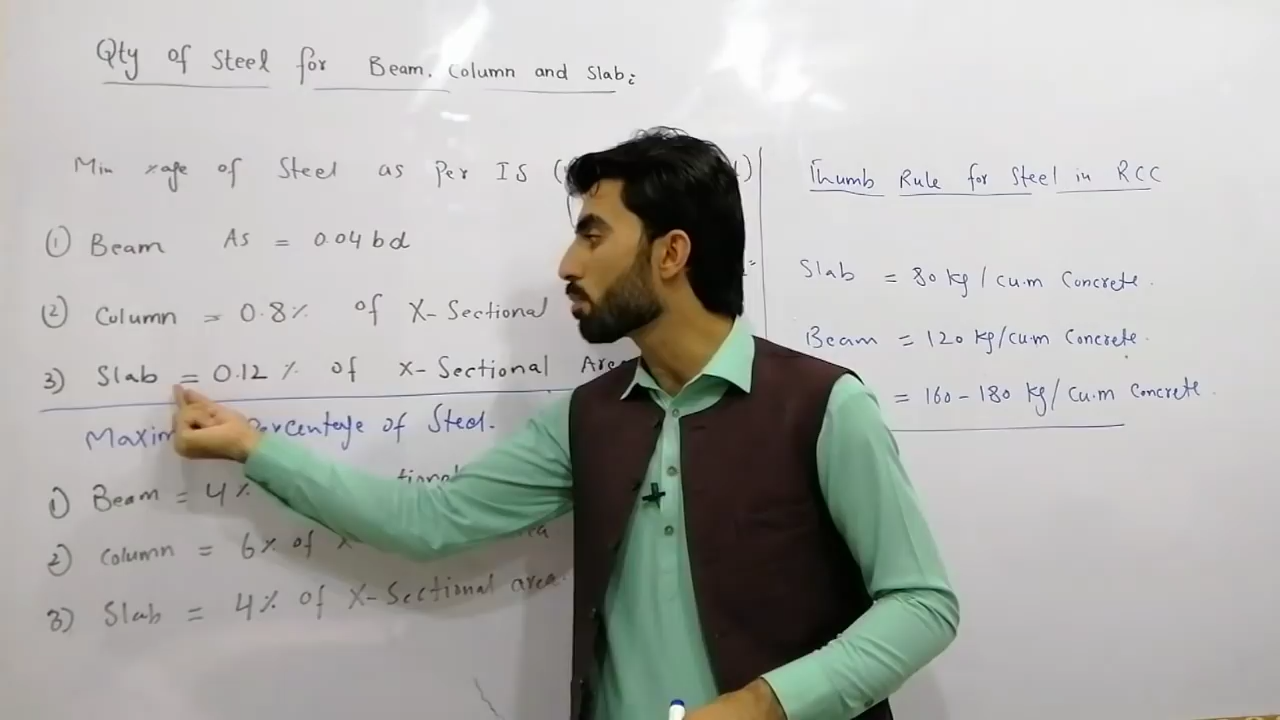 Qty of Steel for Beam, Column and Slab:
Min %age of Steel as Per IS (
① Beam As = 0.04 bd
② Column = 0.8% of X-Sectional
3) Slab = 0.12 % of x-Sectional Area
Percentage of Steel.
1) Beam = 4%
2) Column = 6% of X
3) Slab = 4% of X-Sectional area.
Thumb Rule for Steel in RCC
Slab = 80 kg / cu.m Concrete.
Beam = 120 kg/cu.m Concrete.
= 160 - 180 kg/cu.m Concrete.